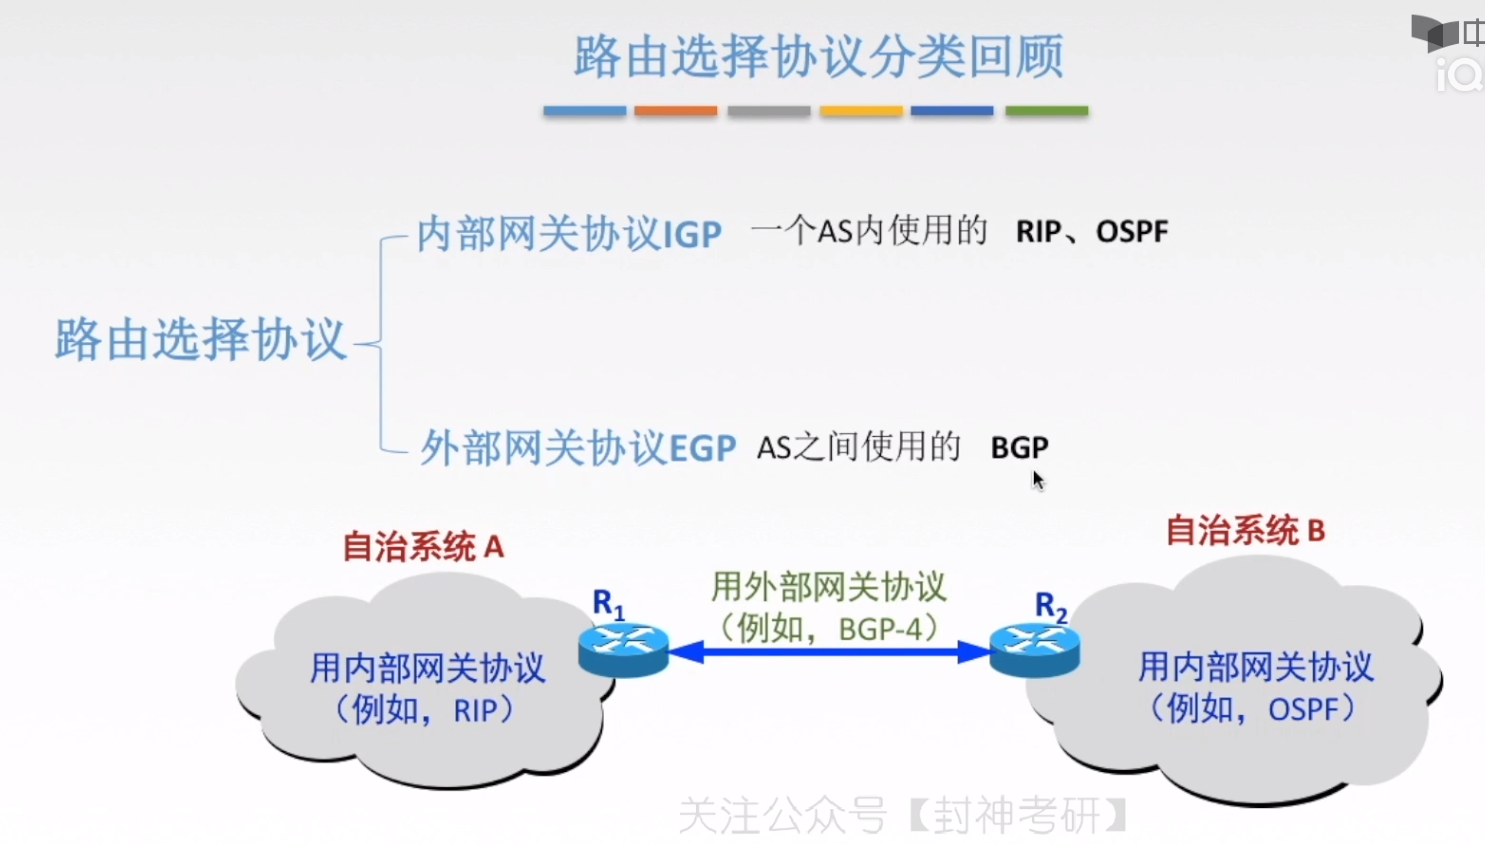 路由选择协议分类回顾
中
iQ
内部网关协议IGP 一个AS内使用的 RIP、OSPF
路由选择协议
外部网关协议EGP AS之间使用的 BGP
自治系统 A
自治系统 B
用外部网关协议
（例如，BGP-4）
R1
R2
用内部网关协议
（例如，RIP）
用内部网关协议
（例如，OSPF）
关注公众号【封神考研】